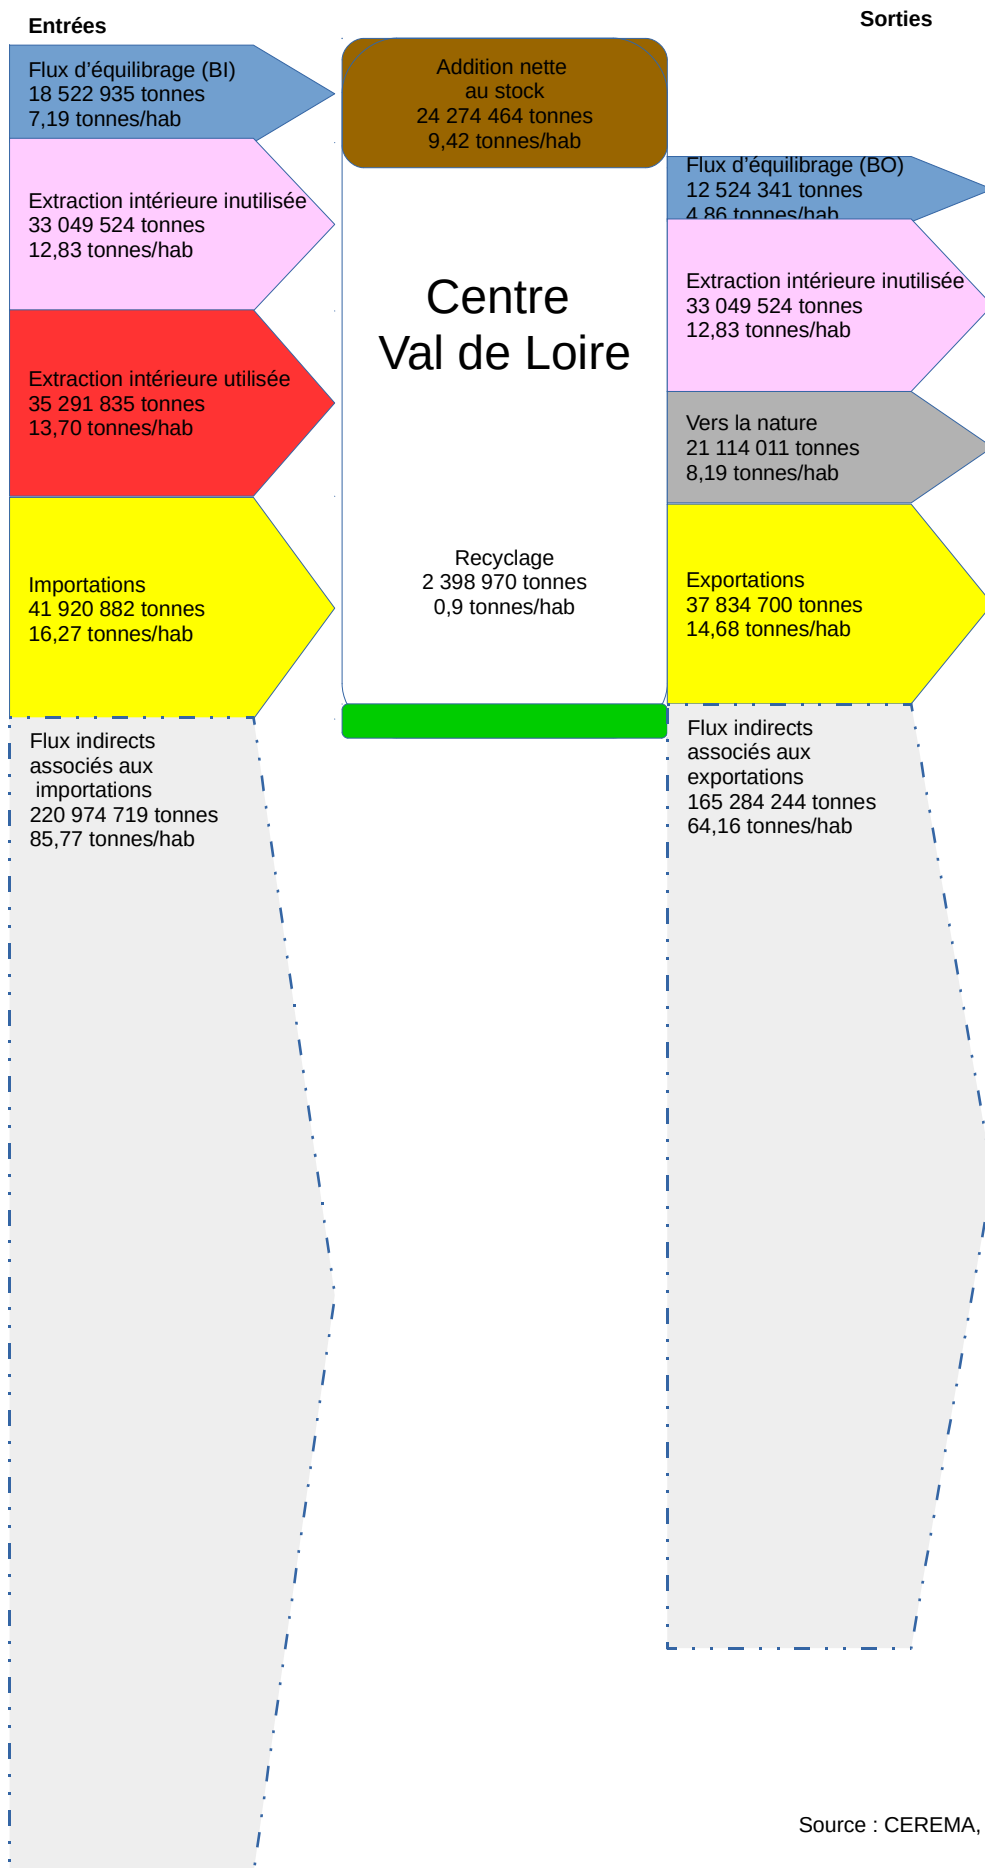 Entrées
Flux d'équilibrage (BI)
18 522 935 tonnes
7,19 tonnes/hab
Extraction intérieure inutilisée
33 049 524 tonnes
12,83 tonnes/hab
Extraction intérieure utilisée
35 291 835 tonnes
13,70 tonnes/hab
Importations
41 920 882 tonnes
16,27 tonnes/hab
Flux indirects
associés aux
importations
220 974 719 tonnes
85,77 tonnes/hab
Addition nette
au stock
24 274 464 tonnes
9,42 tonnes/hab
Centre
Val de Loire
Recyclage
2 398 970 tonnes
0,9 tonnes/hab
Sorties
Flux d'équilibrage (BO)
12 524 341 tonnes
4,86 tonnes/hab
Extraction intérieure inutilisée
33 049 524 tonnes
12,83 tonnes/hab
Vers la nature
21 114 011 tonnes
8,19 tonnes/hab
Exportations
37 834 700 tonnes
14,68 tonnes/hab
Flux indirects
associés aux
exportations
165 284 244 tonnes
64,16 tonnes/hab
Source : CEREMA,